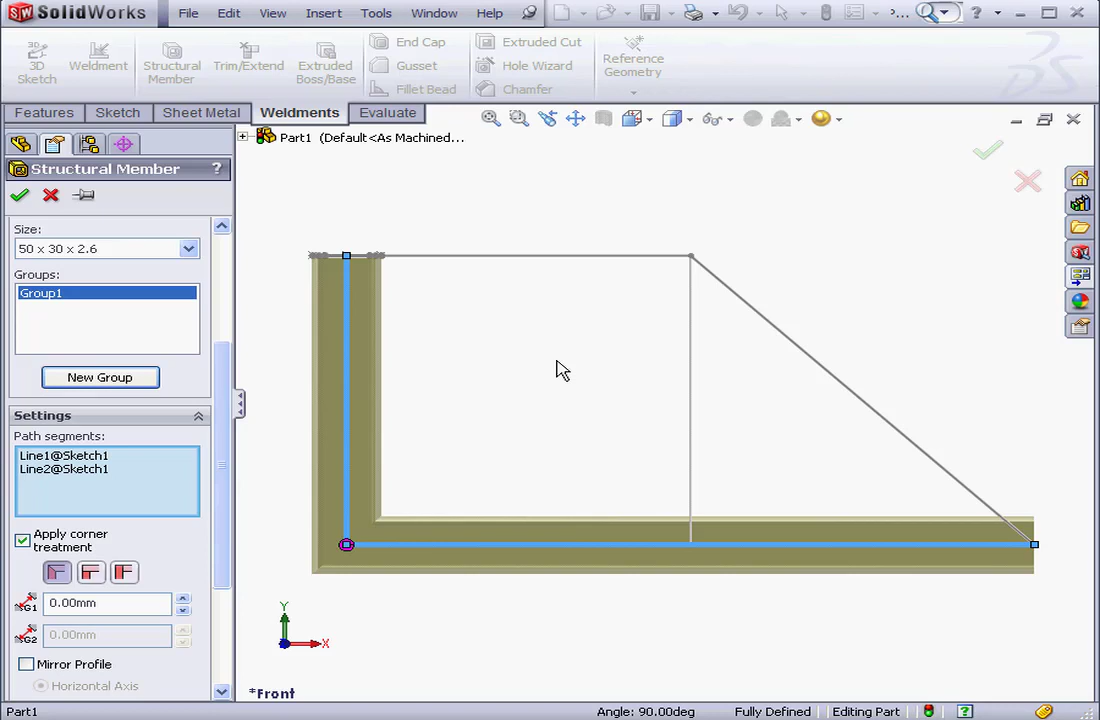 SolidWorks File Edit View Insert Tools Window Help
3D Sketch
Weldment
Structural Member
Trim/Extend
Extruded Boss/Base
End Cap
Gusset
Fillet Bead
Extruded Cut
Hole Wizard
Chamfer
Reference Geometry
Features Sketch Sheet Metal Weldments Evaluate
Part1 (Default<As Machined...
Structural Member ?
Size:
50 x 30 x 2.6
Groups:
Group1
New Group
Settings
Path segments:
Line1@Sketch1
Line2@Sketch1
Apply corner
treatment
G1 0.00mm
G2 0.00mm
Mirror Profile
Horizontal Axis
Y
X
*Front
Part1 Angle: 90.00deg Fully Defined Editing Part ?